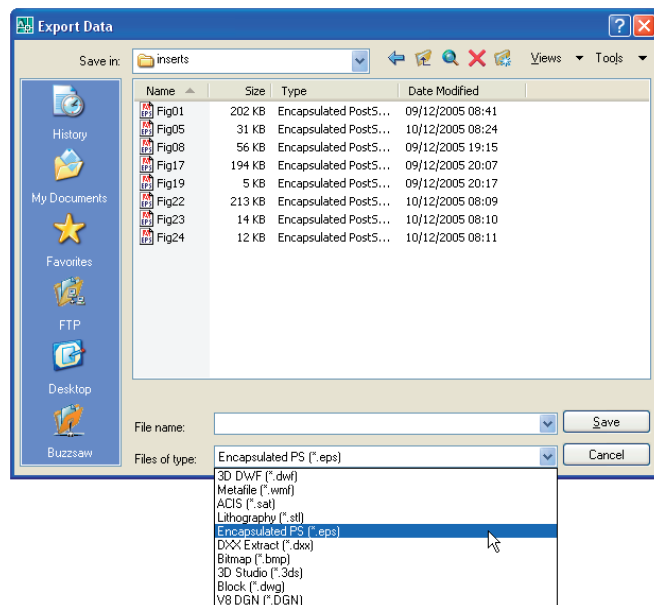 Export Data
Save in: inserts Views Tools
Name Size Type Date Modified
Fig01 202 KB Encapsulated PostS... 09/12/2005 08:41
Fig05 31 KB Encapsulated PostS... 10/12/2005 08:24
Fig08 56 KB Encapsulated PostS... 09/12/2005 19:15
Fig17 194 KB Encapsulated PostS... 09/12/2005 20:07
Fig19 5 KB Encapsulated PostS... 09/12/2005 20:17
Fig22 213 KB Encapsulated PostS... 10/12/2005 08:09
Fig23 14 KB Encapsulated PostS... 10/12/2005 08:10
Fig24 12 KB Encapsulated PostS... 10/12/2005 08:11
History
My Documents
Favorites
FTP
Desktop
Buzzsaw
File name: Save
Files of type: Encapsulated PS (*.eps) Cancel
3D DWF (*.dwf)
Metafile (*.wmf)
ACIS (*.sat)
Lithography (*.stl)
Encapsulated PS (*.eps)
DXX Extract (*.dxx)
Bitmap (*.bmp)
3D Studio (*.3ds)
Block (*.dwg)
V8 DGN (*.DGN)